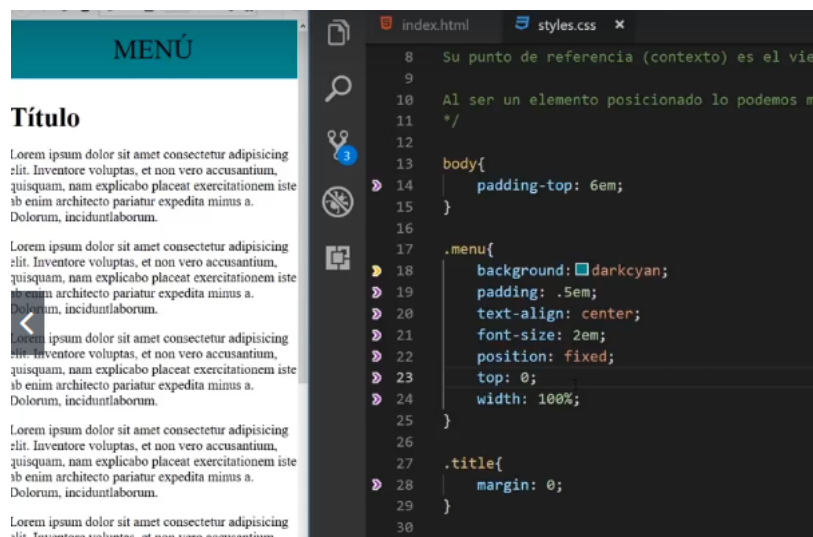 MENÚ
Título
Lorem ipsum dolor sit amet consectetur adipisicing
elit. Inventore voluptas, et non vero accusantium,
quisquam, nam explicabo placeat exercitationem iste
ab enim architecto pariatur expedita minus a.
Dolorum, inciduntlaborum.
Lorem ipsum dolor sit amet consectetur adipisicing
elit. Inventore voluptas, et non vero accusantium,
quisquam, nam explicabo placeat exercitationem iste
ab enim architecto pariatur expedita minus a.
Dolorum, inciduntlaborum.
Lorem ipsum dolor sit amet consectetur adipisicing
elit. Inventore voluptas, et non vero accusantium,
quisquam, nam explicabo placeat exercitationem iste
ab enim architecto pariatur expedita minus a.
Dolorum, inciduntlaborum.
Lorem ipsum dolor sit amet consectetur adipisicing
elit. Inventore voluptas, et non vero accusantium,
quisquam, nam explicabo placeat exercitationem iste
ab enim architecto pariatur expedita minus a.
Dolorum, inciduntlaborum.
Lorem ipsum dolor sit amet consectetur adipisicing
3
index.html styles.css ×
8 Su punto de referencia (contexto) es el vie
9
10 Al ser un elemento posicionado lo podemos m
11 */
12
13 body{
14 padding-top: 6em;
15 }
16
17 .menu{
18 background: darkcyan;
19 padding: .5em;
20 text-align: center;
21 font-size: 2em;
22 position: fixed;
23 top: 0;
24 width: 100%;
25 }
26
27 .title{
28 margin: 0;
29 }
30